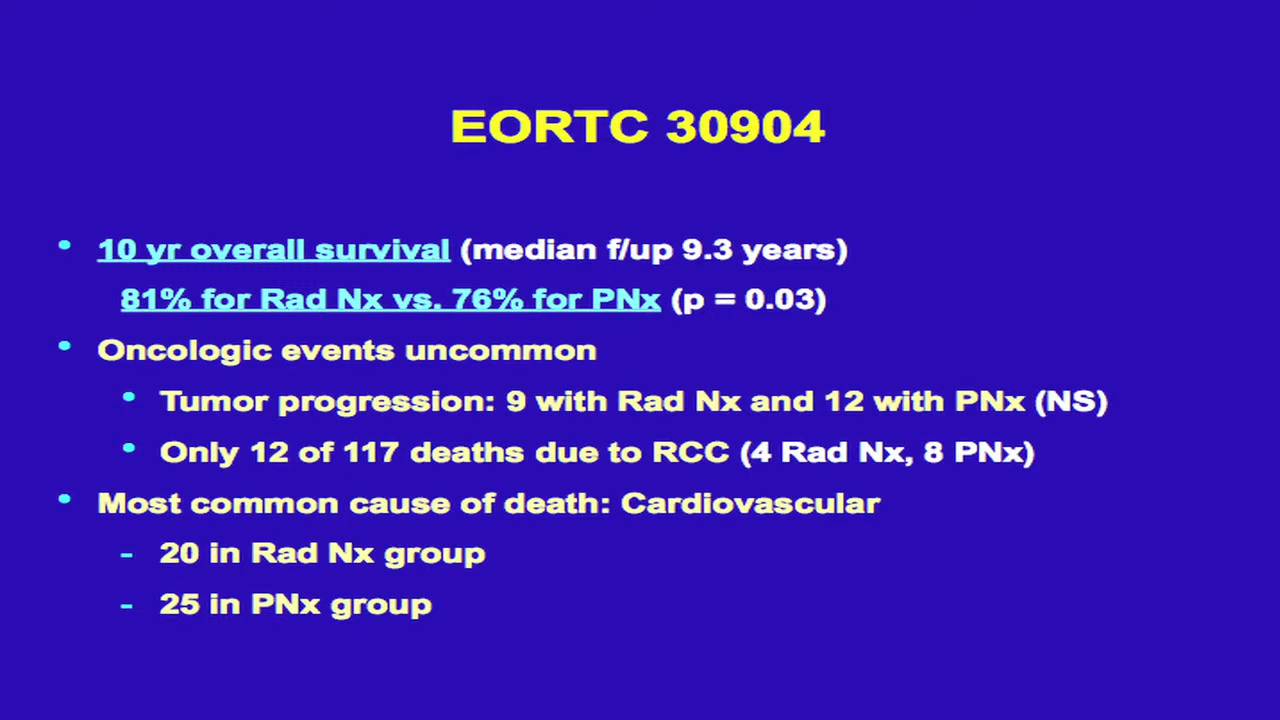 EORTC 30904
• 10 yr overall survival (median f/up 9.3 years)
81% for Rad Nx vs. 76% for PNx (p = 0.03)
• Oncologic events uncommon
• Tumor progression: 9 with Rad Nx and 12 with PNx (NS)
• Only 12 of 117 deaths due to RCC (4 Rad Nx, 8 PNx)
• Most common cause of death: Cardiovascular
- 20 in Rad Nx group
- 25 in PNx group